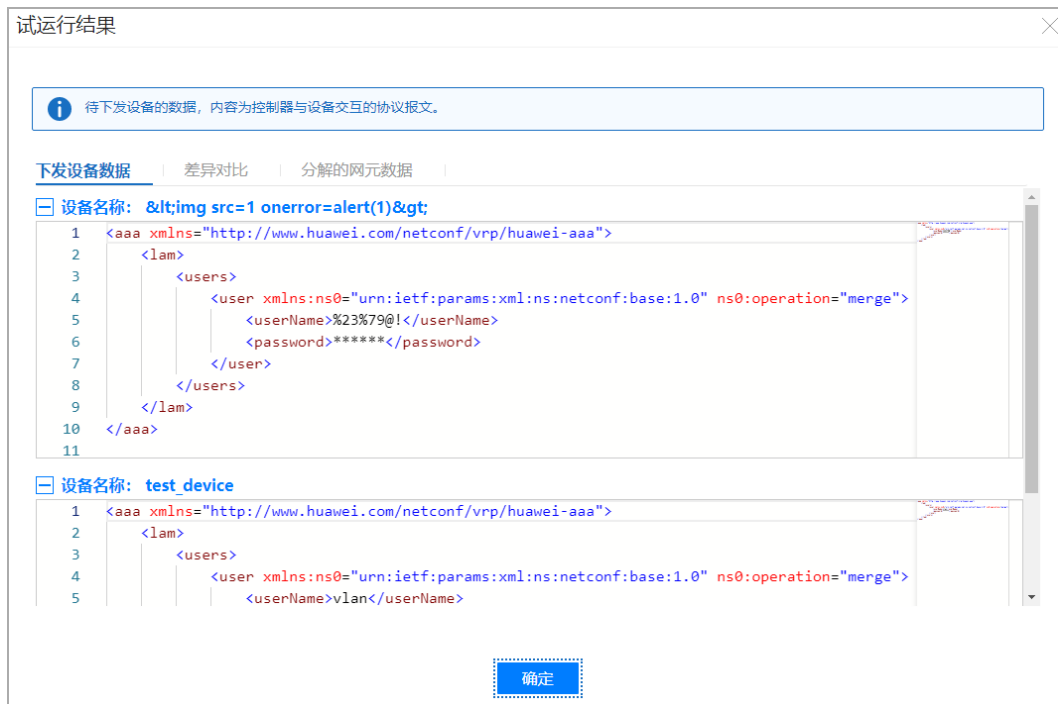 试运行结果
待下发设备的数据，内容为控制器与设备交互的协议报文。
下发设备数据 差异对比 分解的网元数据
设备名称： &lt;img src=1 onerror=alert(1)&gt;
1 <aaa xmlns="http://www.huawei.com/netconf/vrp/huawei-aaa">
2 <lam>
3 <users>
4 <user xmlns:ns0="urn:ietf:params:xml:ns:netconf:base:1.0" ns0:operation="merge">
5 <userName>%23%79@!</userName>
6 <password>******</password>
7 </user>
8 </users>
9 </lam>
10 </aaa>
11
设备名称： test_device
1 <aaa xmlns="http://www.huawei.com/netconf/vrp/huawei-aaa">
2 <lam>
3 <users>
4 <user xmlns:ns0="urn:ietf:params:xml:ns:netconf:base:1.0" ns0:operation="merge">
5 <userName>vlan</userName>
确定